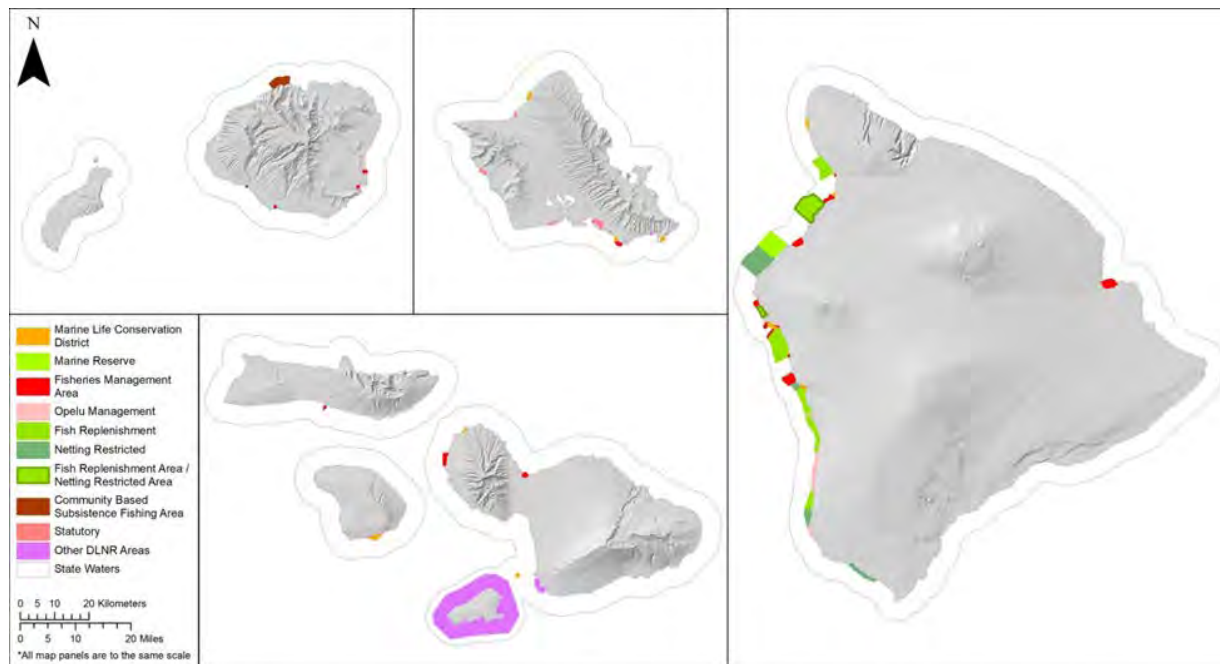 N
Marine Life Conservation
District
Marine Reserve
Fisheries Management
Area
Opelu Management
Fish Replenishment
Netting Restricted
Fish Replenishment Area /
Netting Restricted Area
Community Based
Subsistence Fishing Area
Statutory
Other DLNR Areas
State Waters
0 5 10 20 Kilometers
0 5 10 20 Miles
*All map panels are to the same scale